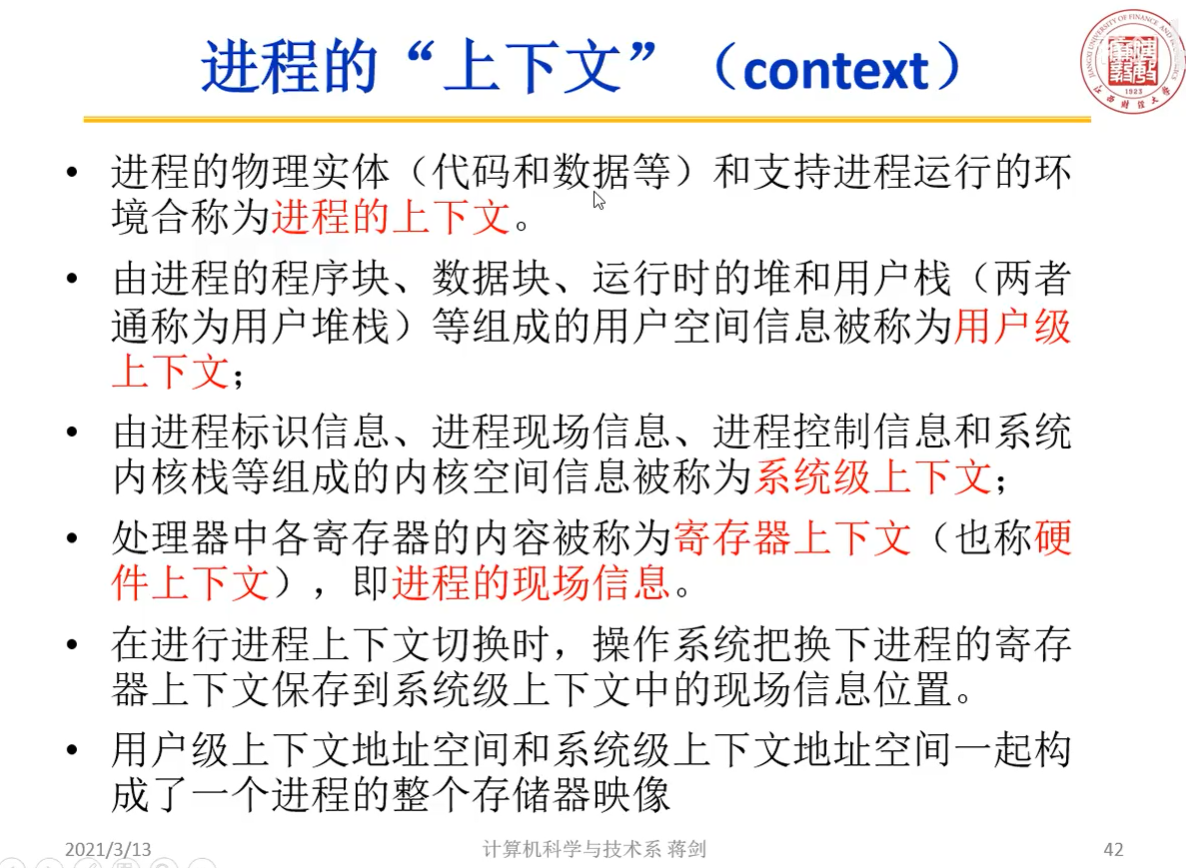 进程的“上下文”（context）
• 进程的物理实体（代码和数据等）和支持进程运行的环
境合称为进程的上下文。
• 由进程的程序块、数据块、运行时的堆和用户栈（两者
通称为用户堆栈）等组成的用户空间信息被称为用户级
上下文；
• 由进程标识信息、进程现场信息、进程控制信息和系统
内核栈等组成的内核空间信息被称为系统级上下文；
• 处理器中各寄存器的内容被称为寄存器上下文（也称硬
件上下文），即进程的现场信息。
• 在进行进程上下文切换时，操作系统把换下进程的寄存
器上下文保存到系统级上下文中的现场信息位置。
• 用户级上下文地址空间和系统级上下文地址空间一起构
成了一个进程的整个存储器映像
2021/3/13
计算机科学与技术系 蒋剑
42
JIANGXI UNIVERSITY OF FINANCE AND
1923
江西财经大学